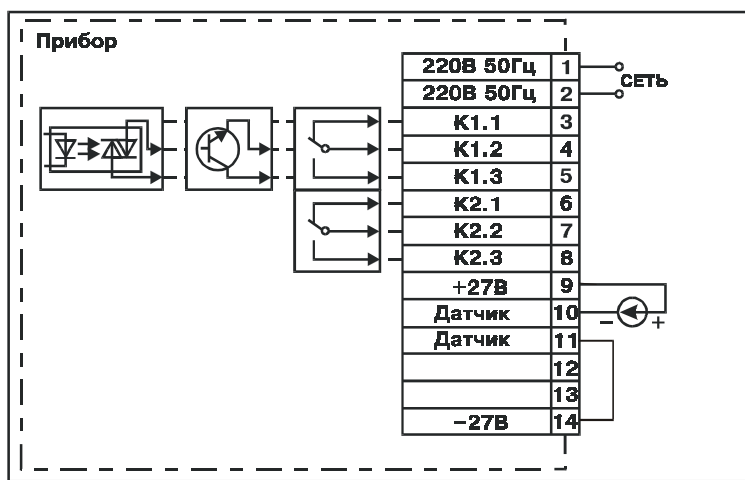 Прибор
220В 50Гц 1
220В 50Гц 2
СЕТЬ
К1.1 3
К1.2 4
К1.3 5
К2.1 6
К2.2 7
К2.3 8
+27В 9
Датчик 10
− +
Датчик 11
12
13
−27В 14